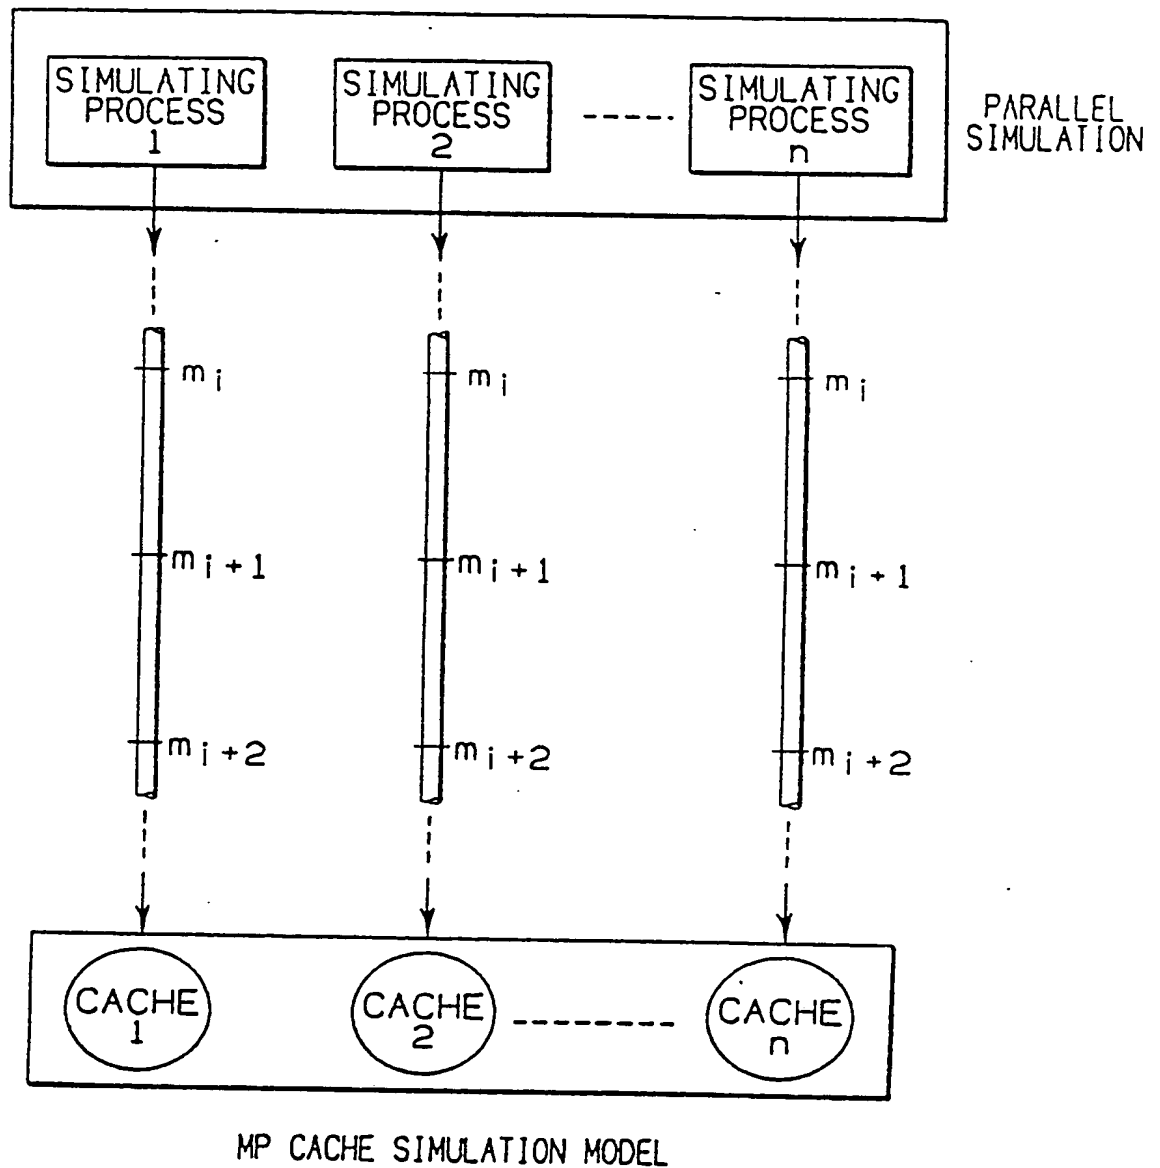 SIMULATING
PROCESS
1
SIMULATING
PROCESS
2
SIMULATING
PROCESS
n
PARALLEL
SIMULATION
m i
m i
m i
m i + 1
m i + 1
m i + 1
m i + 2
m i + 2
m i + 2
CACHE
1
CACHE
2
CACHE
n
MP CACHE SIMULATION MODEL